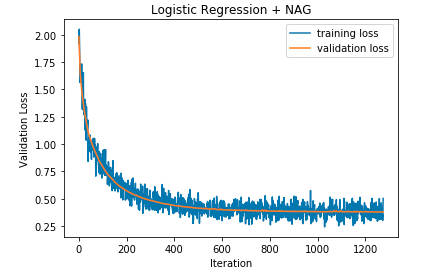 Logistic Regression + NAG
training loss
validation loss
2.00
1.75
1.50
1.25
1.00
0.75
0.50
0.25
Validation Loss
0 200 400 600 800 1000 1200
Iteration